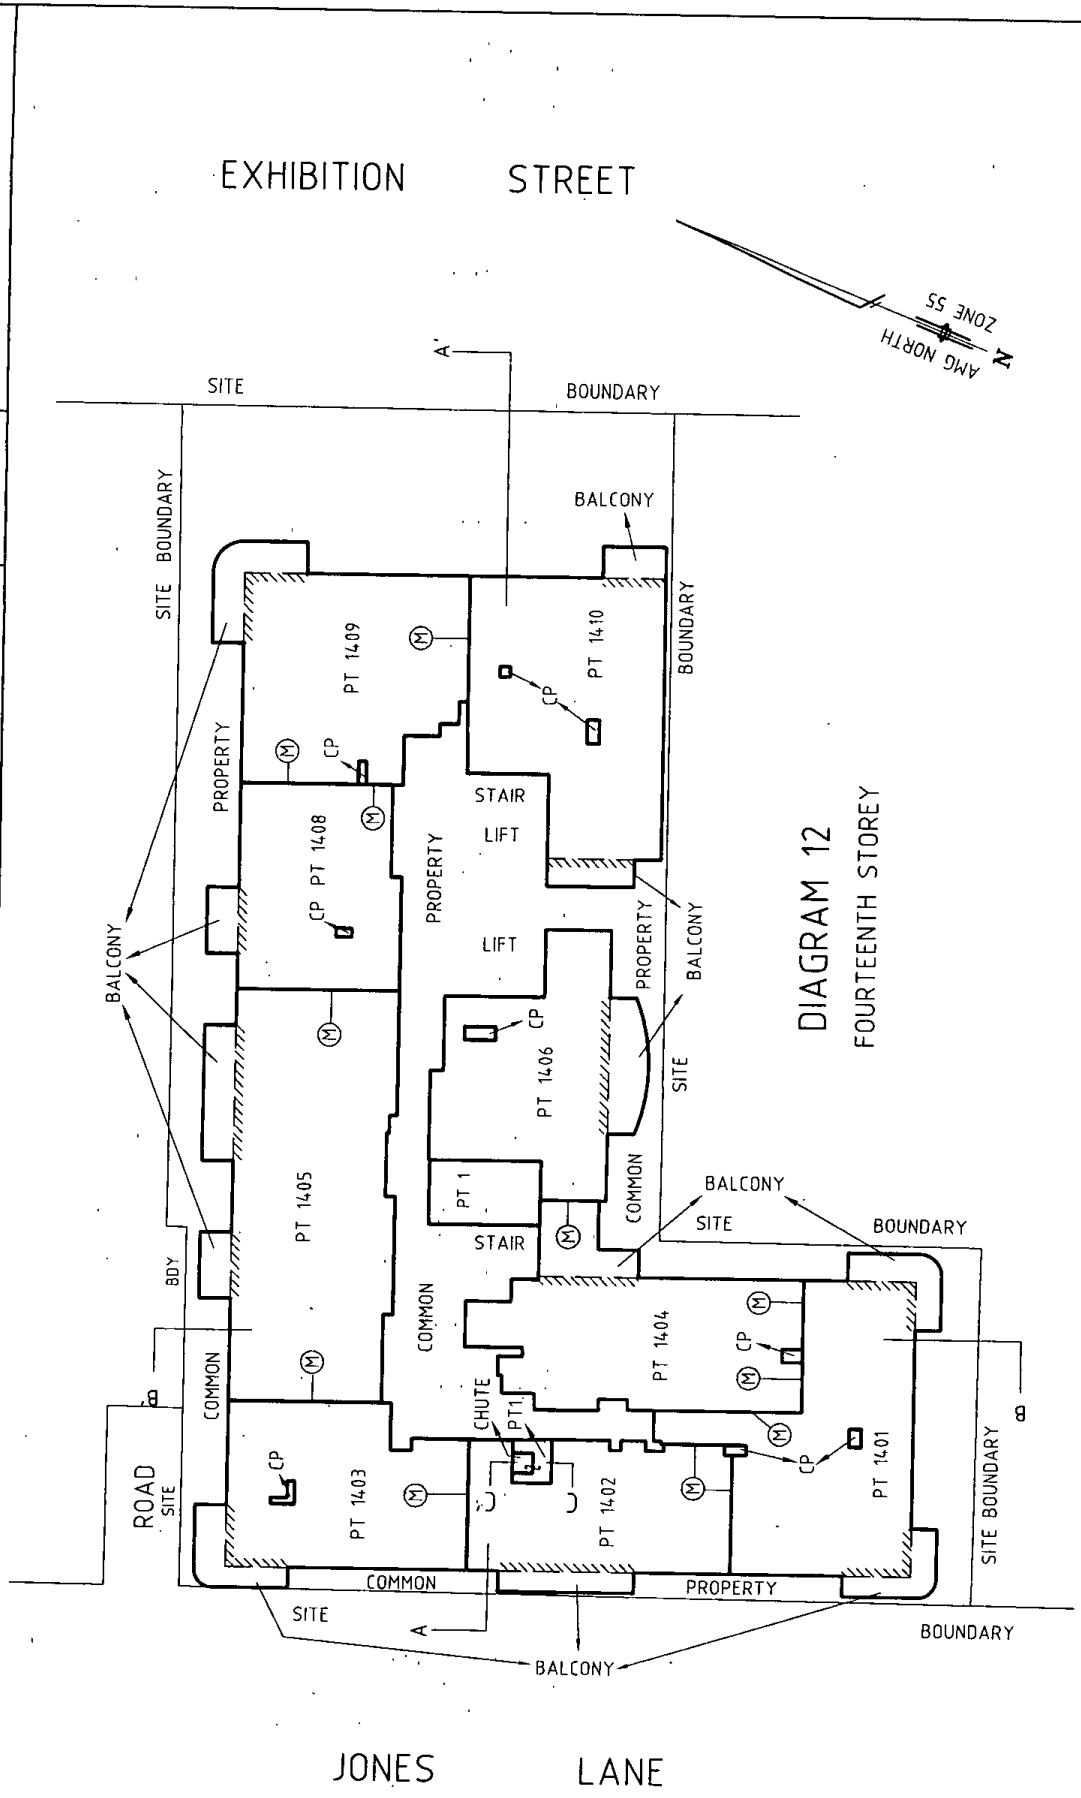 EXHIBITION STREET
AMG NORTH
ZONE 55
N
A'
SITE BOUNDARY
SITE BOUNDARY
BALCONY
BOUNDARY
PT 1409
M
PT 1410
CP
PROPERTY
M
CP
M
STAIR
LIFT
PT 1408
CP
PROPERTY
BALCONY
LIFT
PROPERTY
BALCONY
DIAGRAM 12
FOURTEENTH STOREY
M
CP
PT 1406
SITE
PT 1405
PT 1
COMMON
BALCONY
SITE
BOUNDARY
BDY
STAIR
M
COMMON
M
PT 1404
CP
M
B'
COMMON
M
B
CHUTE
PT1
M
ROAD
SITE
CP
PT 1403
M
C'
C
PT 1402
M
CP
PT 1401
SITE BOUNDARY
COMMON
PROPERTY
SITE
A
BOUNDARY
BALCONY
JONES LANE